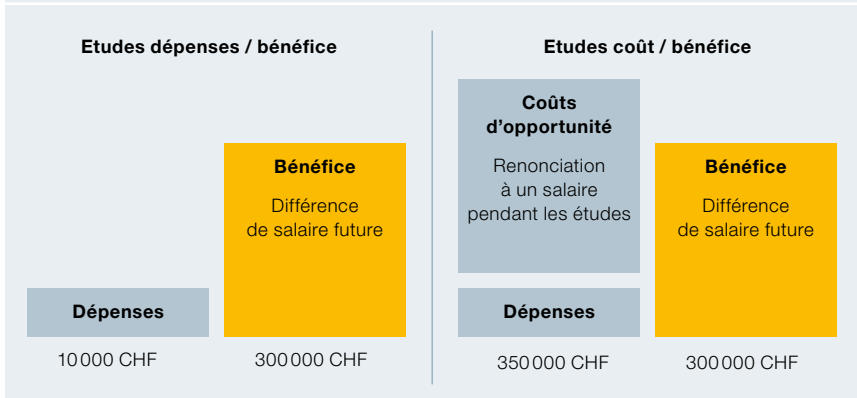 Etudes dépenses / bénéfice
Bénéfice
Différence
de salaire future
Dépenses
10 000 CHF
300 000 CHF
Etudes coût / bénéfice
Coûts
d’opportunité
Renonciation
à un salaire
pendant les études
Bénéfice
Différence
de salaire future
Dépenses
350 000 CHF
300 000 CHF